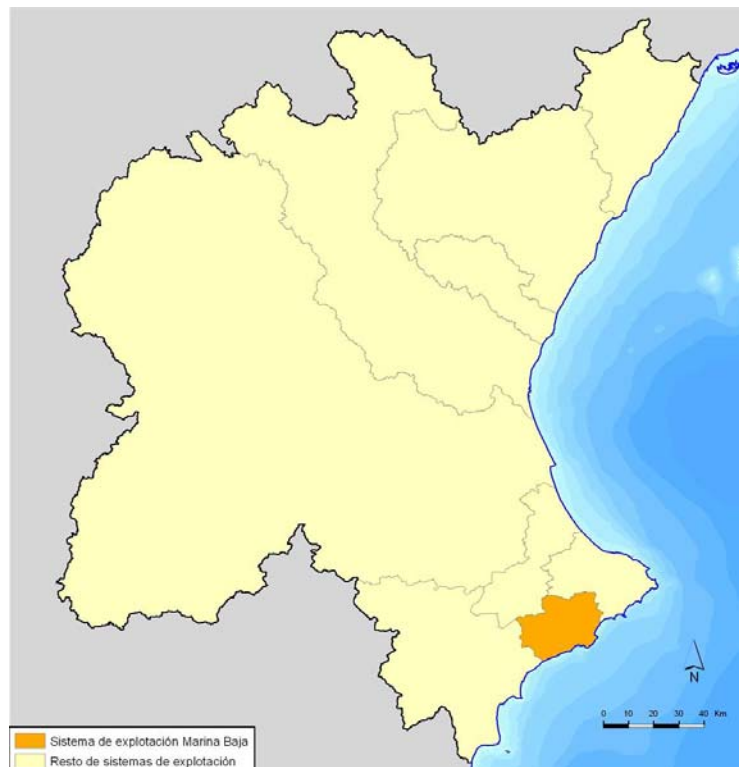 N
0 10 20 30 40 Km.
Sistema de explotación Marina Baja
Resto de sistemas de explotación